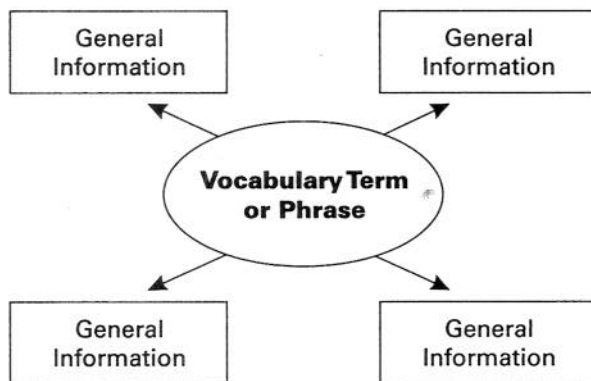 General
Information
General
Information
Vocabulary Term
or Phrase
General
Information
General
Information